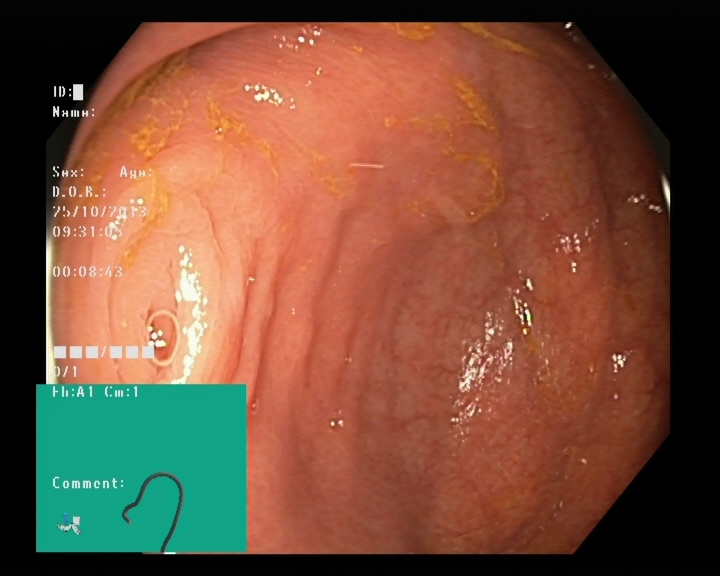 ID:
Name:
Sex: Age:
D.O.B.:
25/10/2013
09:31:05
00:08:43
0/1
Eh:A1 Cm:1
Comment: